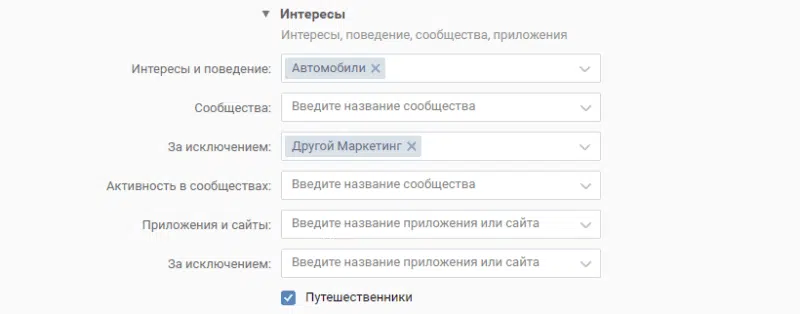 Интересы
Интересы, поведение, сообщества, приложения
Интересы и поведение: Автомобили
Сообщества: Введите название сообщества
За исключением: Другой Маркетинг
Активность в сообществах: Введите название сообщества
Приложения и сайты: Введите название приложения или сайта
За исключением: Введите название приложения или сайта
Путешественники